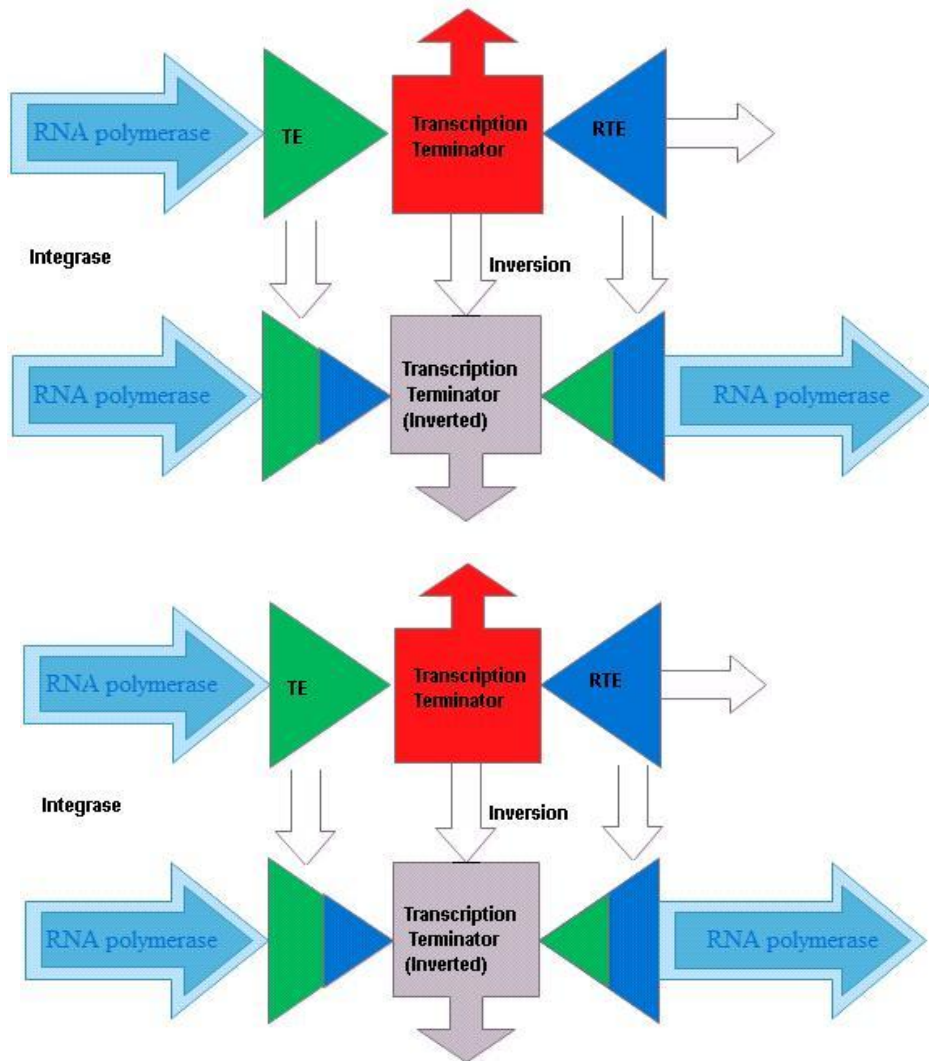 RNA polymerase
TE
Transcription
Terminator
RTE
Integrase
Inversion
RNA polymerase
Transcription
Terminator
(Inverted)
RNA polymerase
RNA polymerase
TE
Transcription
Terminator
RTE
Integrase
Inversion
RNA polymerase
Transcription
Terminator
(Inverted)
RNA polymerase